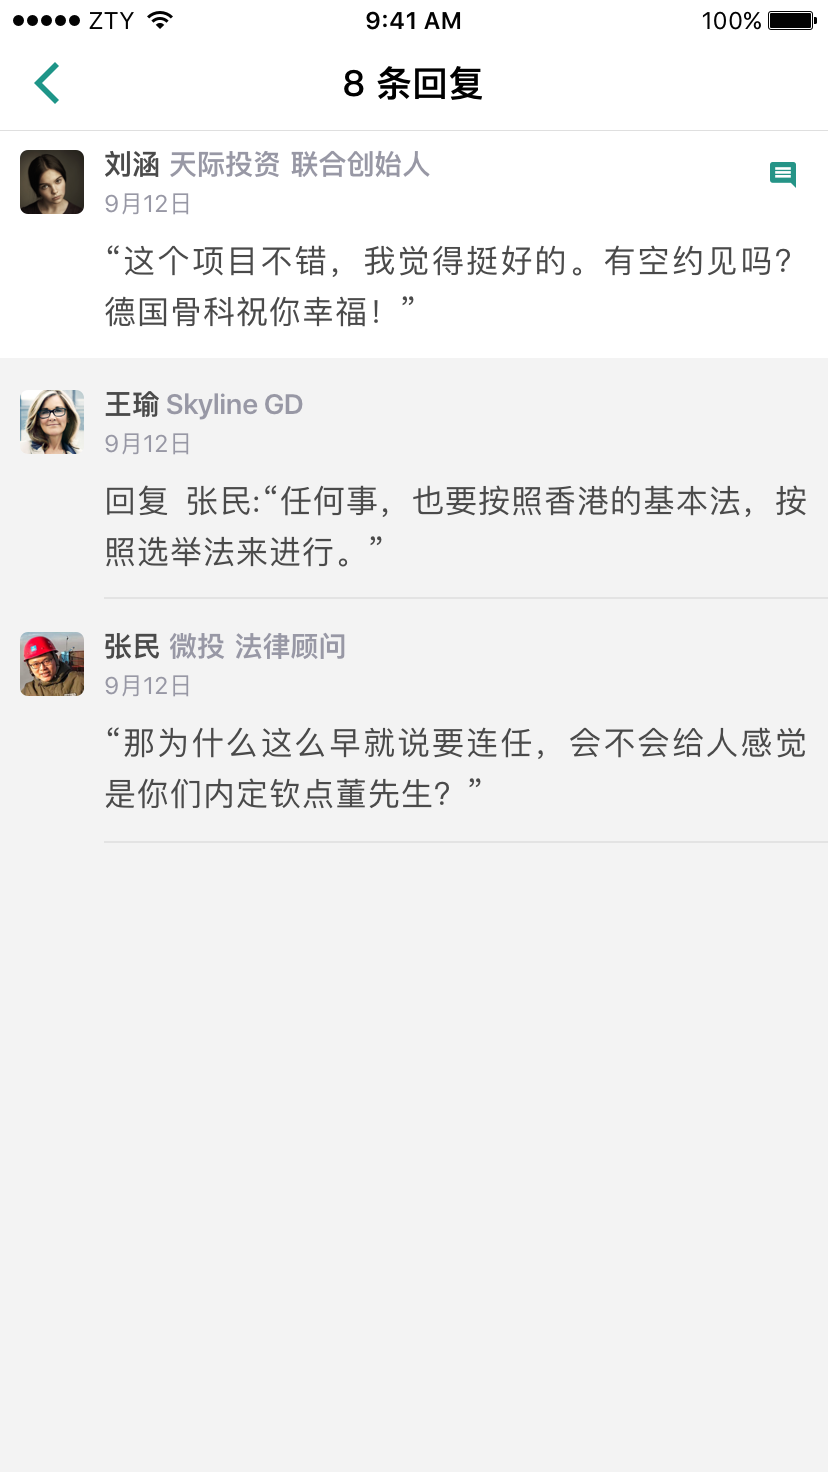 ZTY 9:41 AM 100%
8 条回复
刘涵 天际投资 联合创始人
9月12日
“这个项目不错，我觉得挺好的。有空约见吗？
德国骨科祝你幸福！”
王瑜 Skyline GD
9月12日
回复 张民:“任何事，也要按照香港的基本法，按
照选举法来进行。”
张民 微投 法律顾问
9月12日
“那为什么这么早就说要连任，会不会给人感觉
是你们内定钦点董先生？”